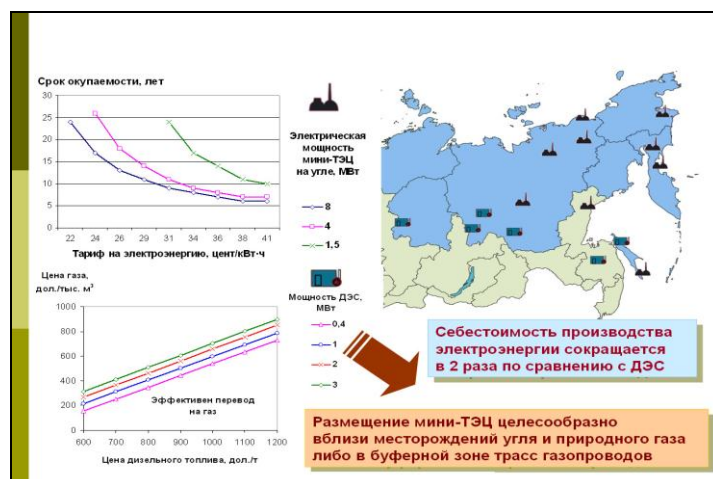 Срок окупаемости, лет
30
25
20
15
10
5
0
22 24 26 29 31 34 36 38 41
Тариф на электроэнергию, цент/кВт·ч
Электрическая
мощность
мини-ТЭЦ
на угле, МВт
8
4
1.5
Цена газа,
дол./тыс. м³
1000
800
600
400
200
0
600 700 800 900 1000 1100 1200
Эффективен перевод
на газ
Цена дизельного топлива, дол./т
Мощность ДЭС,
МВт
0,4
1
2
3
Себестоимость производства
электроэнергии сокращается
в 2 раза по сравнению с ДЭС
Размещение мини-ТЭЦ целесообразно
вблизи месторождений угля и природного газа
либо в буферной зоне трасс газопроводов